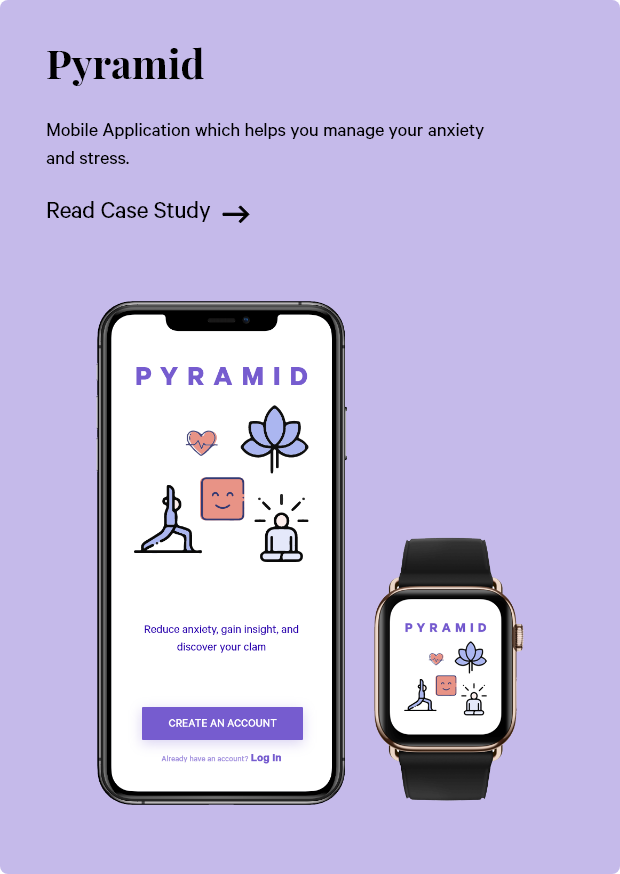 Pyramid
Mobile Application which helps you manage your anxiety
and stress.
Read Case Study →
PYRAMID
Reduce anxiety, gain insight, and
discover your clam
CREATE AN ACCOUNT
Already have an account? Log In
PYRAMID